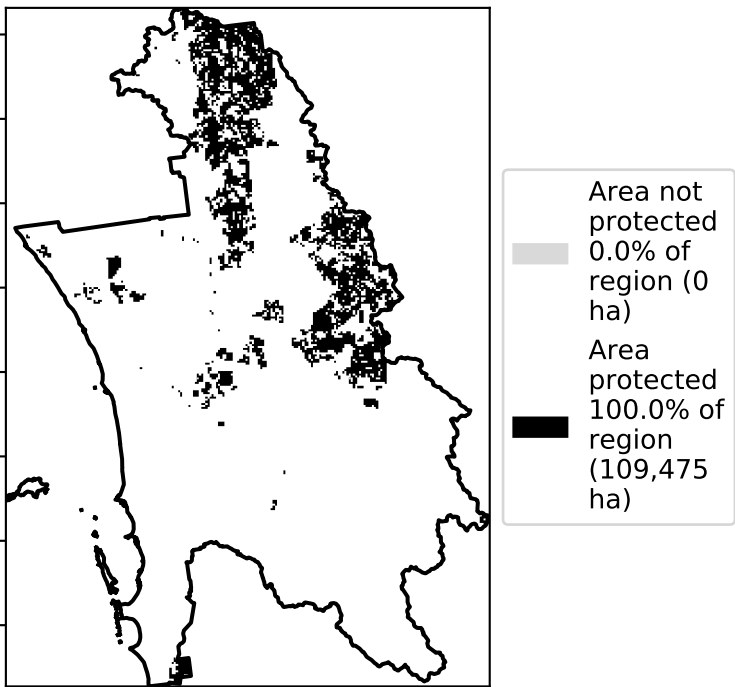 Area not
protected
0.0% of
region (0
ha)
Area
protected
100.0% of
region
(109,475
ha)